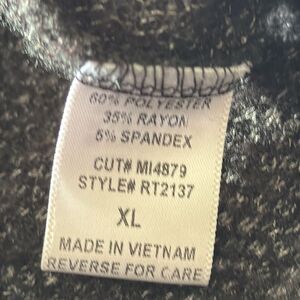 60% POLYESTER
35% RAYON
5% SPANDEX
CUT# MI4879
STYLE# RT2137
XL
MADE IN VIETNAM
REVERSE FOR CARE